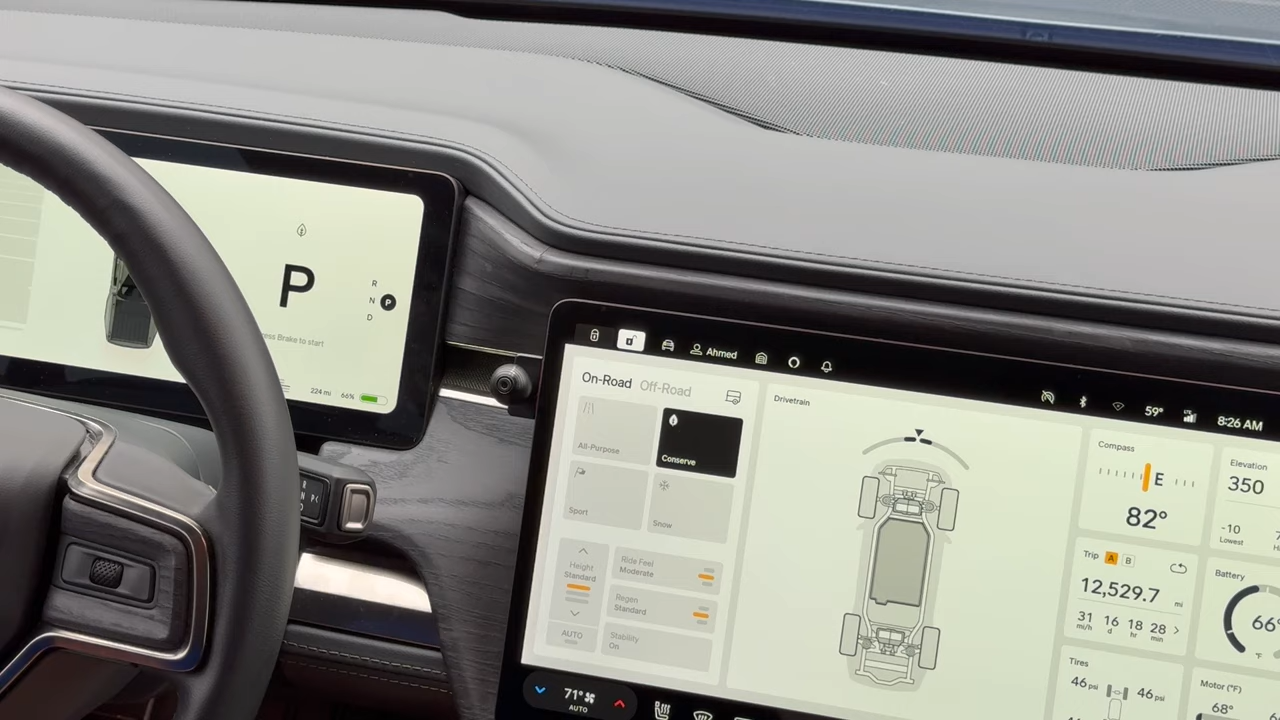 P
R
N P
D
Brake to start
224 mi 66%
Ahmed
59° LTE 8:26 AM
On-Road Off-Road
All-Purpose
Conserve
Sport
Snow
Height
Standard
AUTO
Ride Feel
Moderate
Regen
Standard
Stability
On
71°
AUTO
Drivetrain
Compass
E
82°
Elevation
350
-10
Lowest
Trip A B
12,529.7 mi
31 16 18 28
mi/h d hr min
Battery
66
°F
Tires
46 psi 46 psi
Motor (°F)
68°